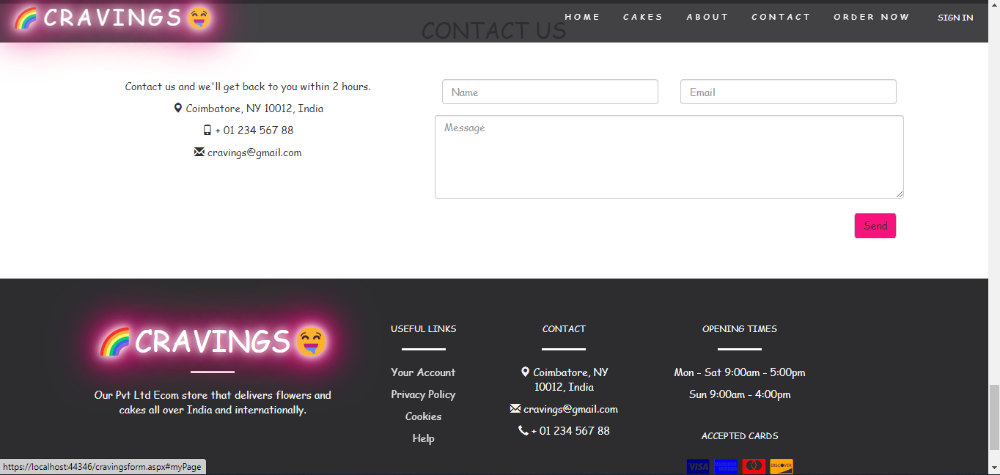 CRAVINGS
HOME CAKES ABOUT CONTACT ORDER NOW SIGN IN
CONTACT US
Contact us and we'll get back to you within 2 hours.
Coimbatore, NY 10012, India
+ 01 234 567 88
cravings@gmail.com
Name
Email
Message
Send
CRAVINGS
Our Pvt Ltd Ecom store that delivers flowers and
cakes all over India and internationally.
USEFUL LINKS
Your Account
Privacy Policy
Cookies
Help
CONTACT
Coimbatore, NY
10012, India
cravings@gmail.com
+ 01 234 567 88
OPENING TIMES
Mon - Sat 9:00am - 5:00pm
Sun 9:00am - 4:00pm
ACCEPTED CARDS
VISA
DISCOVER
https://localhost:44346/cravingsform.aspx#myPage